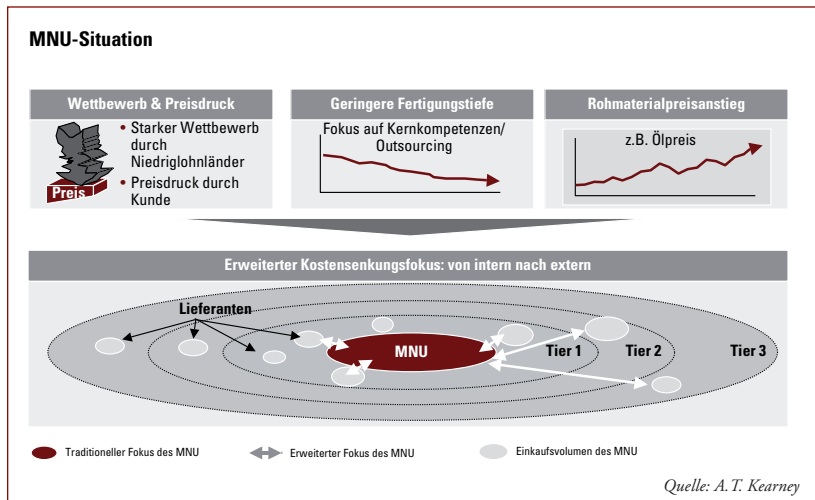 MNU-Situation
Wettbewerb & Preisdruck
Preis
• Starker Wettbewerb
durch
Niedriglohnländer
• Preisdruck durch
Kunde
Geringere Fertigungstiefe
Fokus auf Kernkompetenzen/
Outsourcing
Rohmaterialpreisanstieg
z.B. Ölpreis
Erweiterter Kostensenkungsfokus: von intern nach extern
Lieferanten
MNU
Tier 1
Tier 2
Tier 3
Traditioneller Fokus des MNU
Erweiterter Fokus des MNU
Einkaufsvolumen des MNU
Quelle: A.T. Kearney